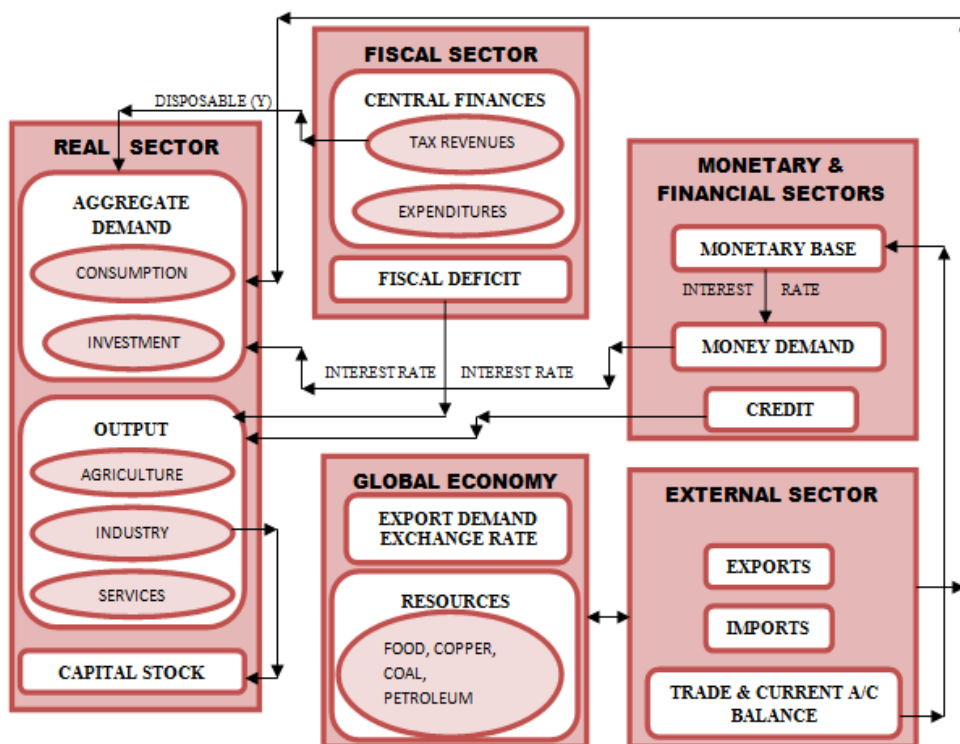 FISCAL SECTOR
CENTRAL FINANCES
TAX REVENUES
EXPENDITURES
FISCAL DEFICIT
DISPOSABLE (Y)
REAL SECTOR
AGGREGATE
DEMAND
CONSUMPTION
INVESTMENT
OUTPUT
AGRICULTURE
INDUSTRY
SERVICES
CAPITAL STOCK
MONETARY &
FINANCIAL SECTORS
MONETARY BASE
INTEREST RATE
MONEY DEMAND
CREDIT
INTEREST RATE
INTEREST RATE
GLOBAL ECONOMY
EXPORT DEMAND
EXCHANGE RATE
RESOURCES
FOOD, COPPER,
COAL,
PETROLEUM
EXTERNAL SECTOR
EXPORTS
IMPORTS
TRADE & CURRENT A/C
BALANCE